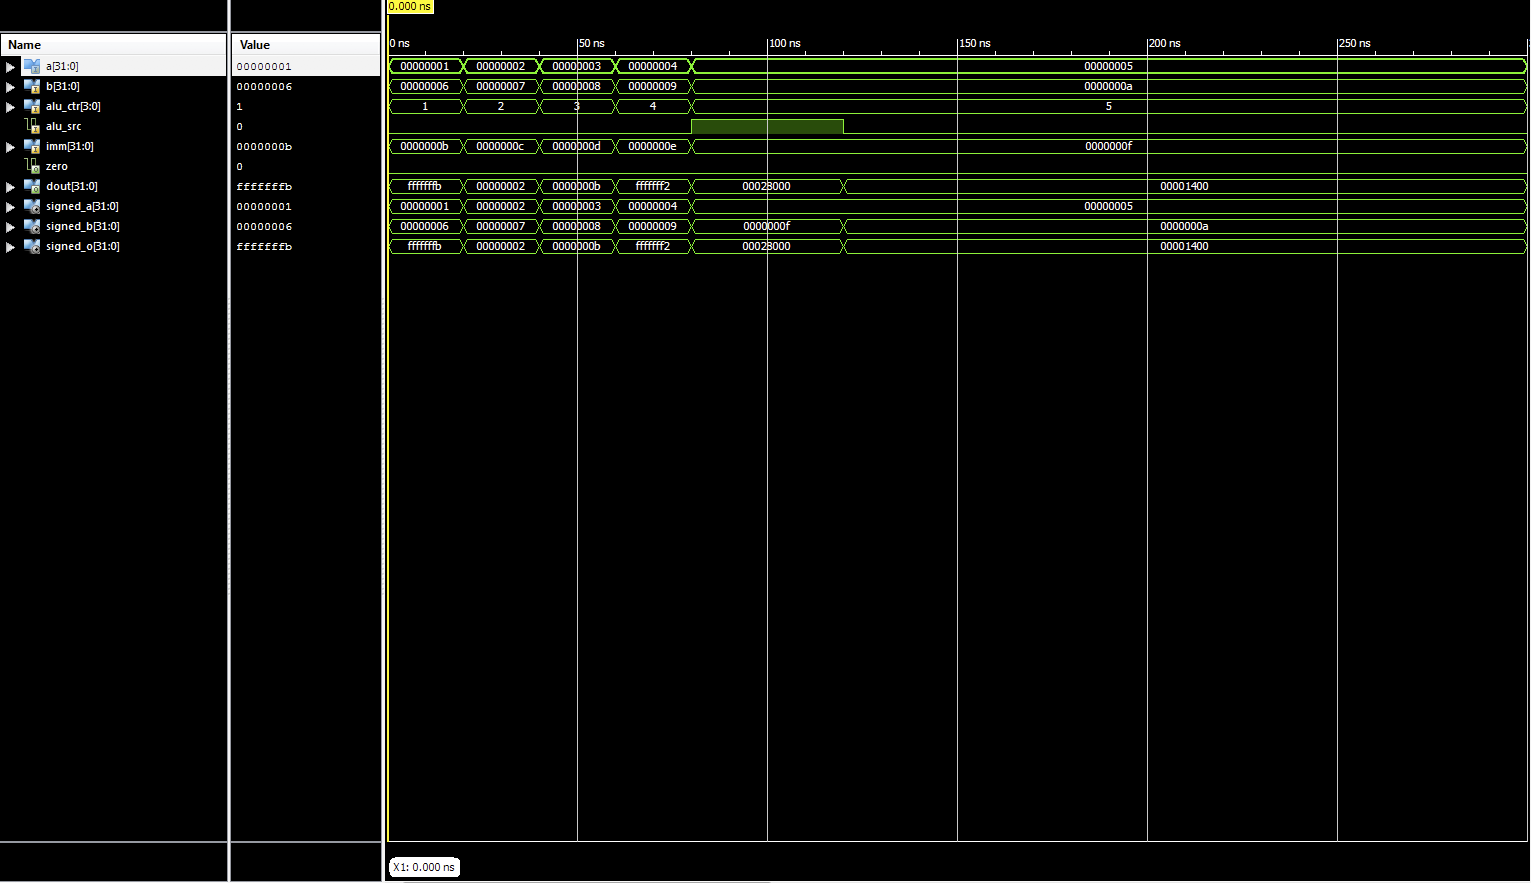 0.000 ns
Name Value 0 ns 50 ns 100 ns 150 ns 200 ns 250 ns
a[31:0] 00000001 00000001 00000002 00000003 00000004 00000005
b[31:0] 00000006 00000006 00000007 00000008 00000009 0000000a
alu_ctr[3:0] 1 1 2 3 4 5
alu_src 0
imm[31:0] 0000000b 0000000b 0000000c 0000000d 0000000e 0000000f
zero 0
dout[31:0] fffffffb fffffffb 00000002 0000000b fffffff2 00028000 00001400
signed_a[31:0] 00000001 00000001 00000002 00000003 00000004 00000005
signed_b[31:0] 00000006 00000006 00000007 00000008 00000009 0000000f 0000000a
signed_o[31:0] fffffffb fffffffb 00000002 0000000b fffffff2 00028000 00001400
X1: 0.000 ns